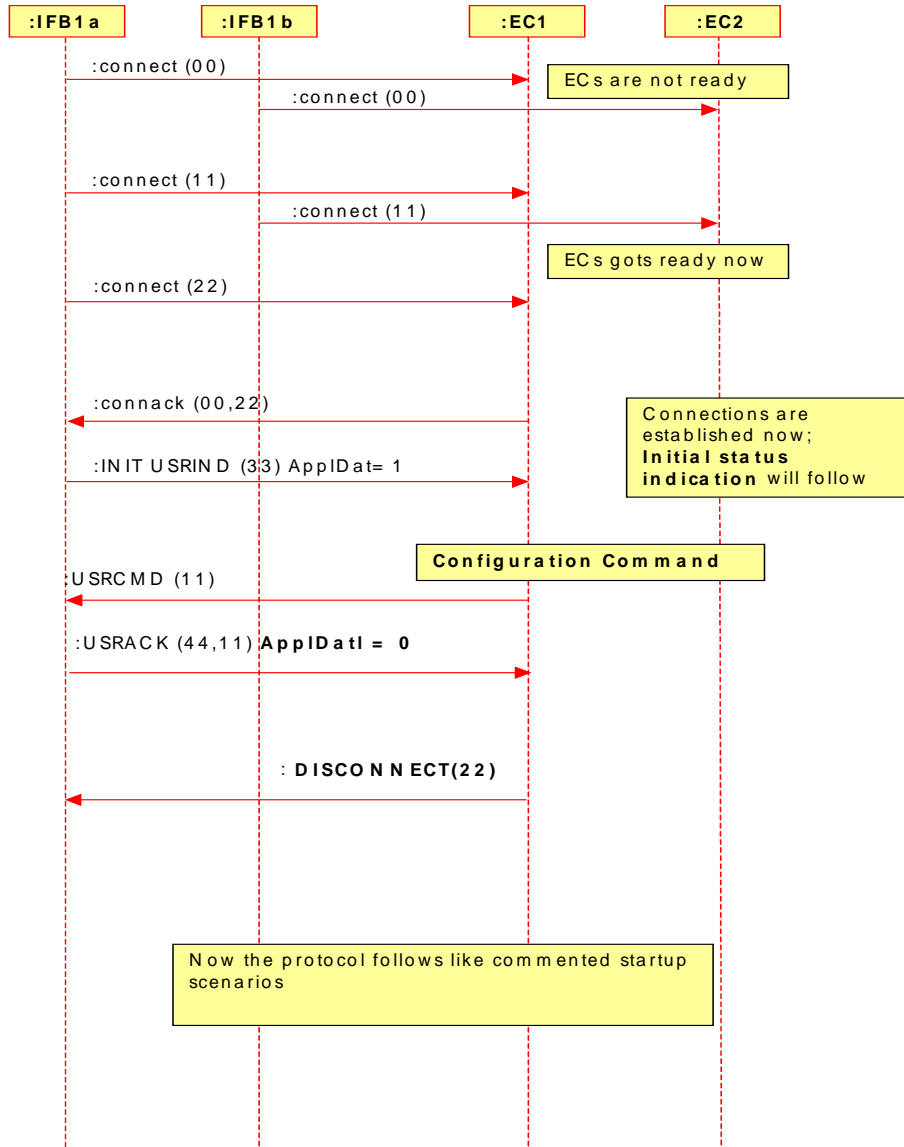 :IFB1a :IFB1b :EC1 :EC2
:connect (00)
ECs are not ready
:connect (00)
:connect (11)
:connect (11)
ECs gots ready now
:connect (22)
:connack (00,22)
Connections are
established now;
Initial status
indication will follow
:INIT USRIND (33) ApplDat= 1
Configuration Command
:USRCMD (11)
:USRACK (44,11) ApplDatl = 0
: DISCONNECT(22)
Now the protocol follows like commented startup
scenarios